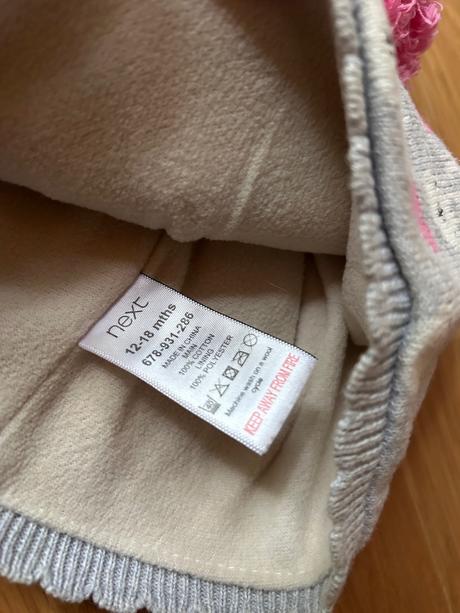 next
12-18 mths
678-931-286
MADE IN CHINA
MAIN
100% COTTON
LINING
100% POLYESTER
Machine wash on a wool
cycle
KEEP AWAY FROM FIRE